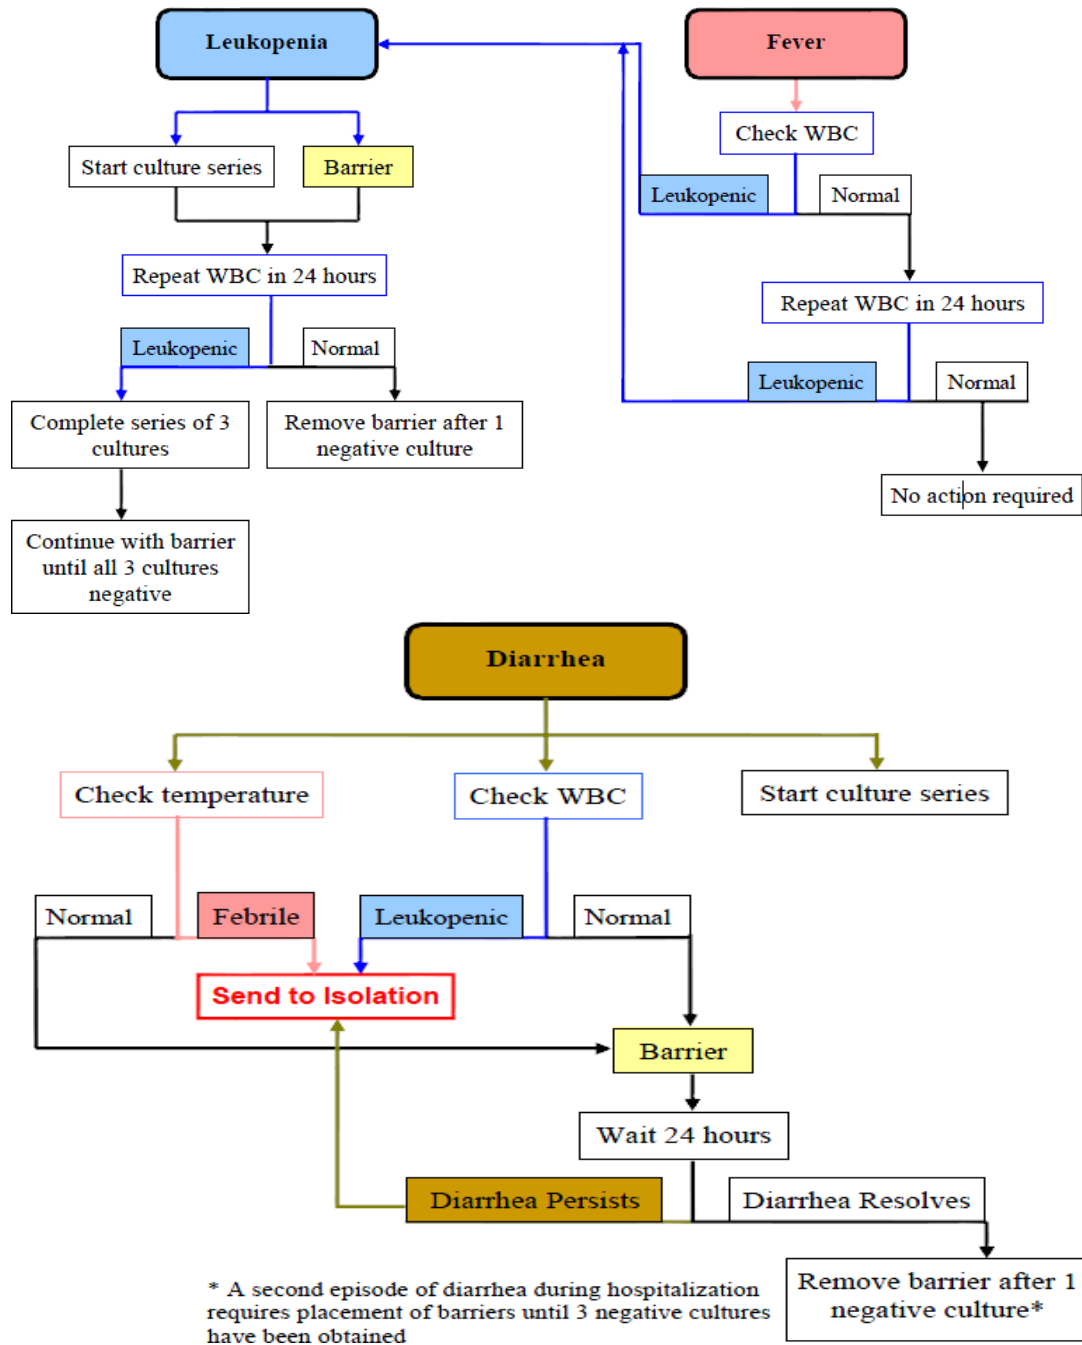 Leukopenia
Fever
Check WBC
Start culture series
Barrier
Leukopenic
Normal
Repeat WBC in 24 hours
Repeat WBC in 24 hours
Leukopenic
Normal
Leukopenic
Normal
Complete series of 3
cultures
Remove barrier after 1
negative culture
No action required
Continue with barrier
until all 3 cultures
negative
Diarrhea
Check temperature
Check WBC
Start culture series
Normal
Febrile
Leukopenic
Normal
Send to Isolation
Barrier
Wait 24 hours
Diarrhea Persists
Diarrhea Resolves
Remove barrier after 1
negative culture*
* A second episode of diarrhea during hospitalization
requires placement of barriers until 3 negative cultures
have been obtained